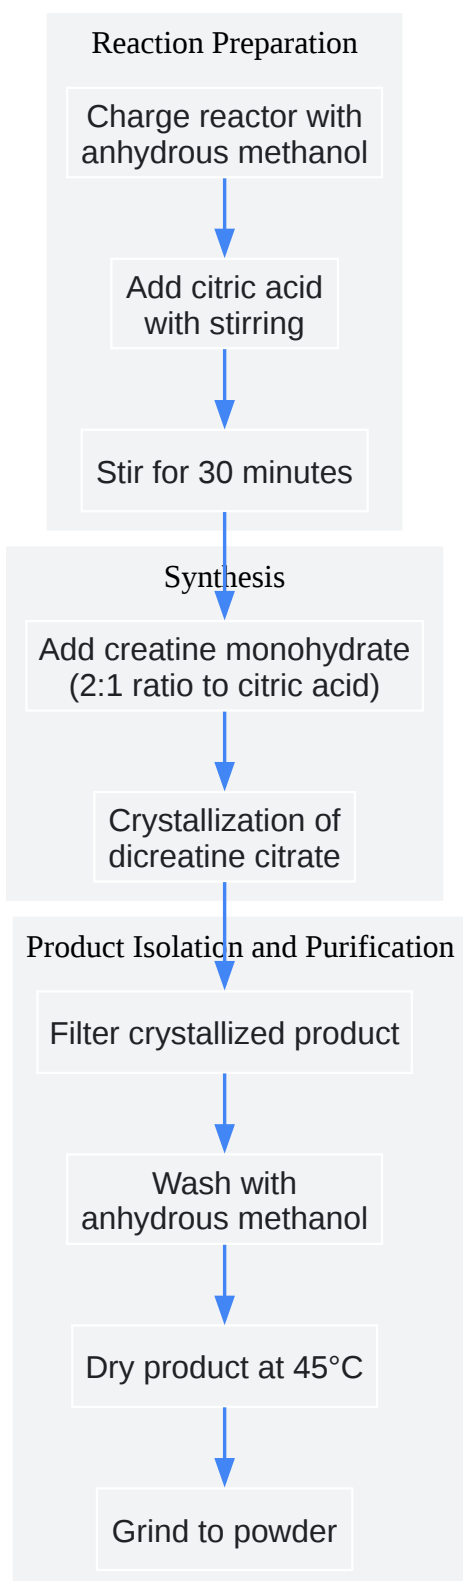 Reaction Preparation
Charge reactor with
anhydrous methanol
Add citric acid
with stirring
Stir for 30 minutes
Synthesis
Add creatine monohydrate
(2:1 ratio to citric acid)
Crystallization of
dicreatine citrate
Product Isolation and Purification
Filter crystallized product
Wash with
anhydrous methanol
Dry product at 45°C
Grind to powder